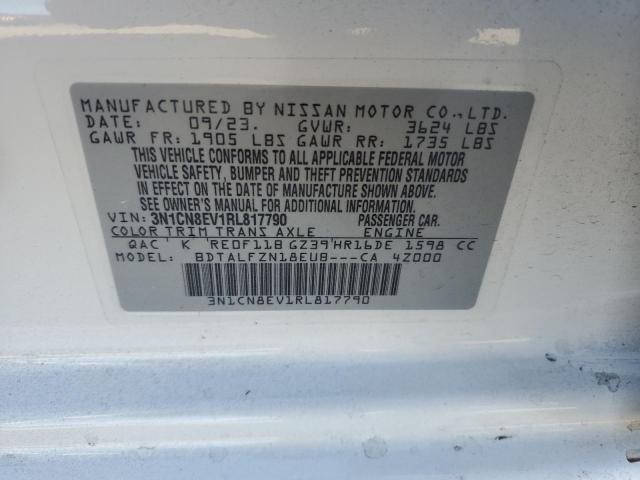 MANUFACTURED BY NISSAN MOTOR CO., LTD.
DATE: 09/23. GVWR: 3624 LBS
GAWR FR: 1905 LBS GAWR RR: 1735 LBS
THIS VEHICLE CONFORMS TO ALL APPLICABLE FEDERAL MOTOR
VEHICLE SAFETY, BUMPER AND THEFT PREVENTION STANDARDS
IN EFFECT ON THE DATE OF MANUFACTURE SHOWN ABOVE.
SEE OWNER'S MANUAL FOR ADDITIONAL INFORMATION.
VIN: 3N1CN8EV1RL817790 PASSENGER CAR.
COLOR TRIM TRANS AXLE ENGINE
QAC K RE0F11B GZ39 HR16DE 1598 CC
MODEL: BDTALFZN18EUB---CA 4Z000
3N1CN8EV1RL817790